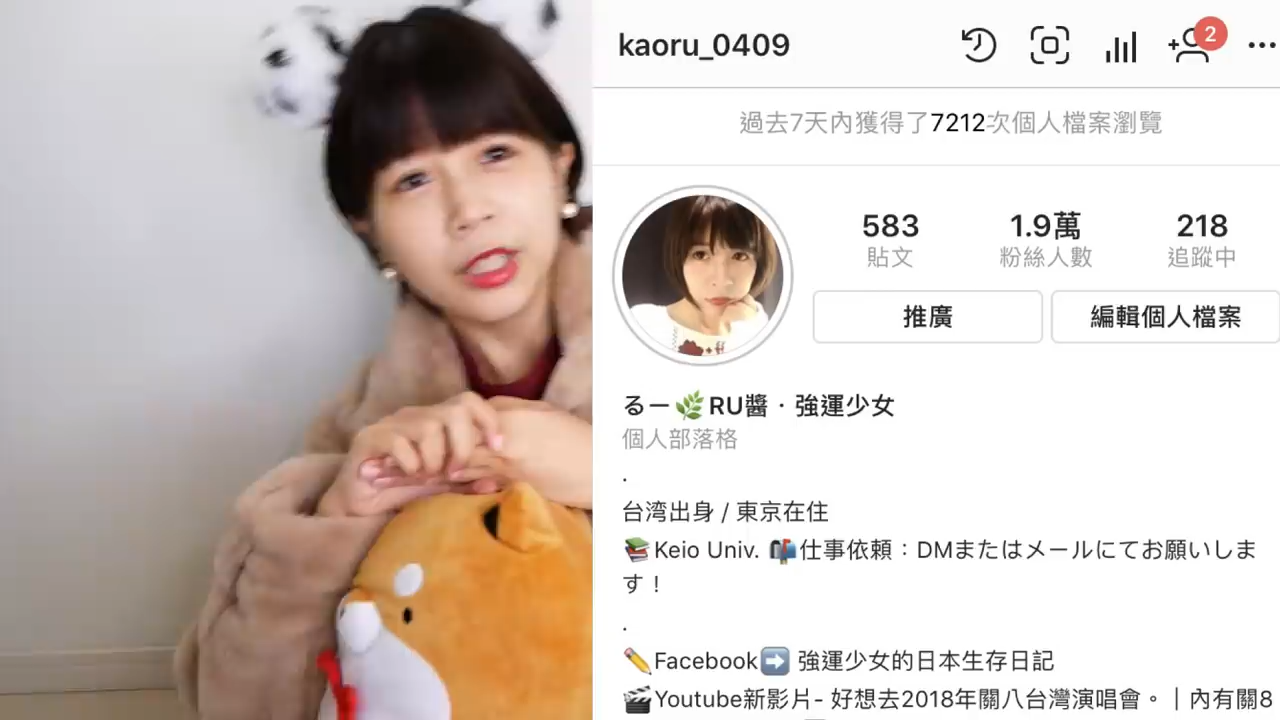 kaoru_0409
2
過去7天內獲得了7212次個人檔案瀏覽
583 1.9萬 218
貼文 粉絲人數 追蹤中
推廣 編輯個人檔案
るー🌿RU醬·強運少女
個人部落格
.
台湾出身 / 東京在住
📚Keio Univ. 📬仕事依頼：DMまたはメールにてお願いしま
す！
.
✏️Facebook➡️ 強運少女的日本生存日記
🎬Youtube新影片- 好想去2018年關八台灣演唱會。｜內有關8